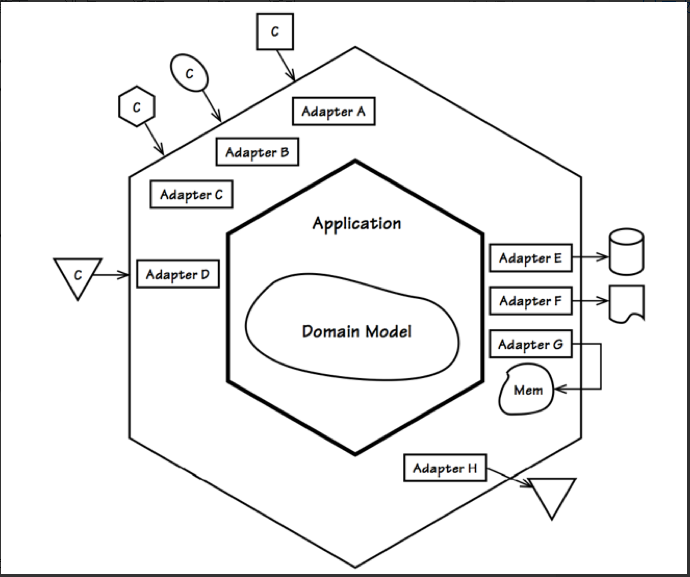 C
C
C
Adapter A
Adapter B
Adapter C
Application
C
Adapter D
Adapter E
Adapter F
Domain Model
Adapter G
Mem
Adapter H